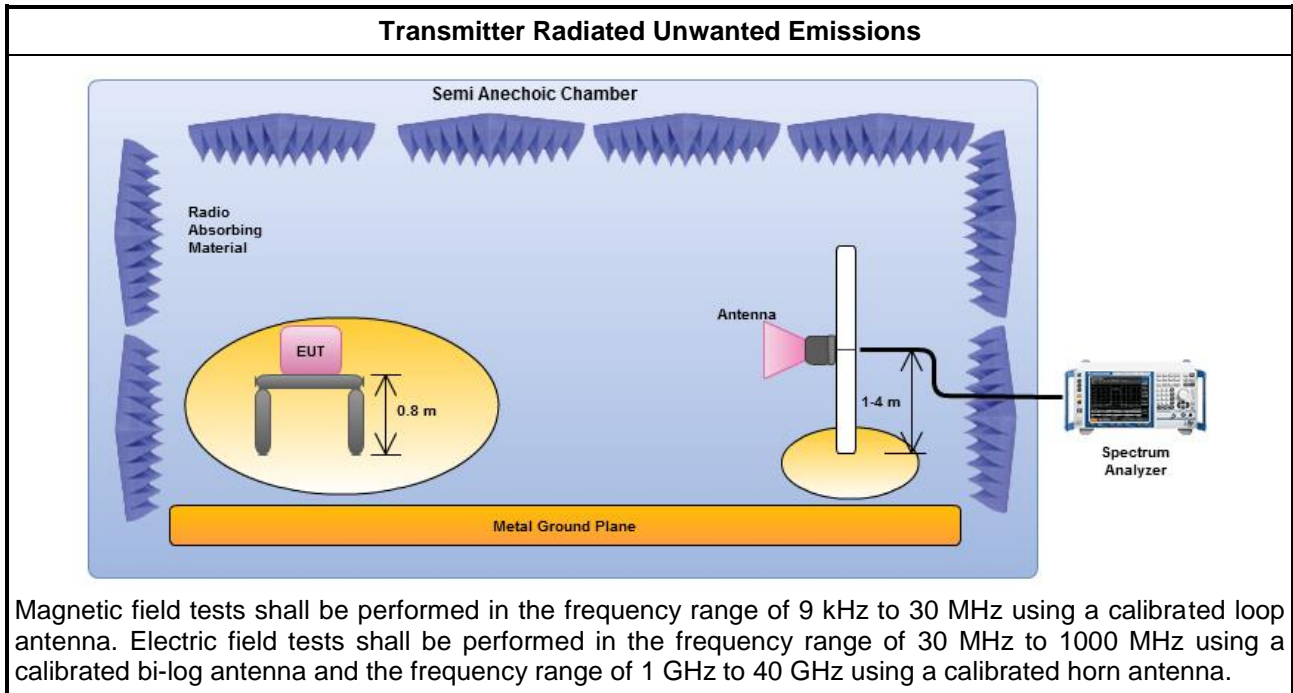 Transmitter Radiated Unwanted Emissions
Semi Anechoic Chamber
Radio
Absorbing
Material
Antenna
EUT
0.8 m
1-4 m
Spectrum
Analyzer
Metal Ground Plane
Magnetic field tests shall be performed in the frequency range of 9 kHz to 30 MHz using a calibrated loop
antenna. Electric field tests shall be performed in the frequency range of 30 MHz to 1000 MHz using a
calibrated bi-log antenna and the frequency range of 1 GHz to 40 GHz using a calibrated horn antenna.